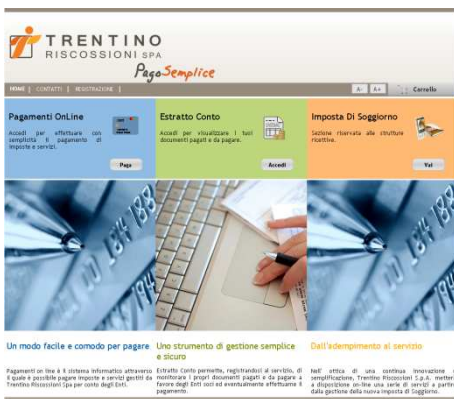 TRENTINO
RISCOSSIONI SPA
PagoSemplice
HOME | CONTATTI | REGISTRAZIONE |
A- A+ Carrello
Pagamenti OnLine
Accedi per effettuare con
semplicità il pagamento di
imposte e servizi.
Paga
Estratto Conto
Accedi per visualizzare i tuoi
documenti pagati e da pagare.
Accedi
Imposta Di Soggiorno
Sezione riservata alle strutture
ricettive.
Vai
Un modo facile e comodo per pagare
Pagamenti on line è il sistema informatico attraverso
il quale è possibile pagare imposte e servizi gestiti da
Trentino Riscossioni Spa per conto degli Enti.
Uno strumento di gestione semplice
e sicuro
Estratto Conto permette, registrandosi al servizio, di
monitorare i propri documenti pagati e da pagare a
favore degli Enti soci ed eventualmente effettuarne il
pagamento.
Dall'adempimento al servizio
Nell' ottica di una continua innovazione
semplificazione, Trentino Riscossioni S.p.A. metter
a disposizione on-line una serie di servizi a partir
dalla gestione della nuova imposta di Soggiorno.